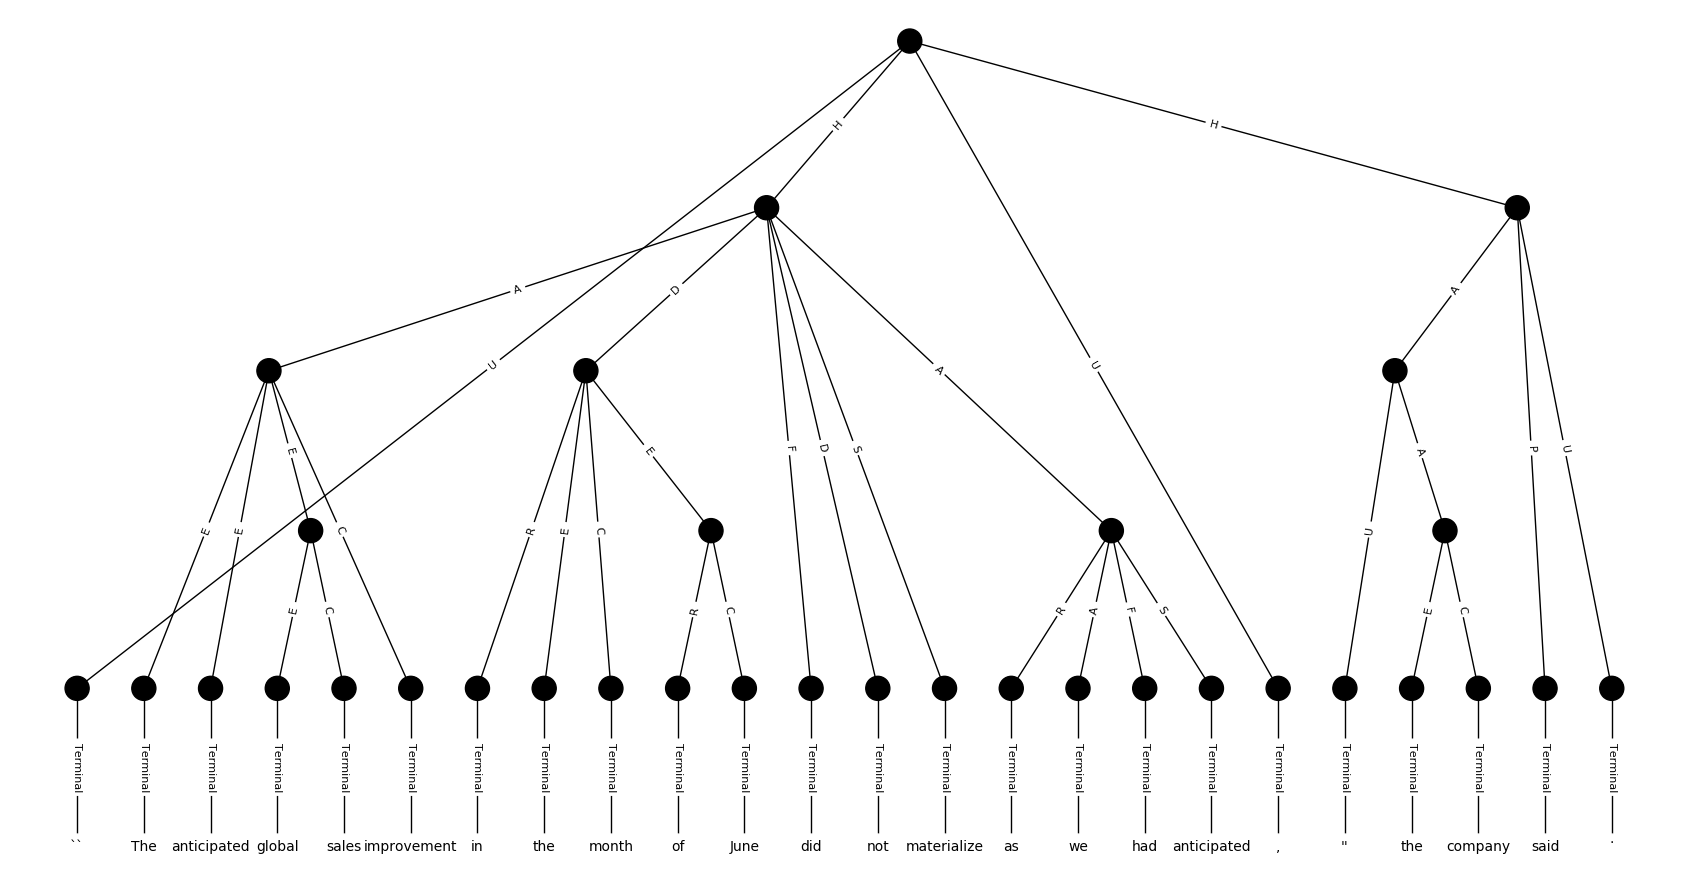 H
H
A
D
U
A
U
A
E
F
D
S
E
A
P
U
E
E
C
R
E
C
U
E
C
R
C
R
A
F
S
E
C
Terminal Terminal Terminal Terminal Terminal Terminal Terminal Terminal Terminal Terminal Terminal Terminal Terminal Terminal Terminal Terminal Terminal Terminal Terminal Terminal Terminal Terminal Terminal Terminal
`` The anticipated global sales improvement in the month of June did not materialize as we had anticipated , " the company said .